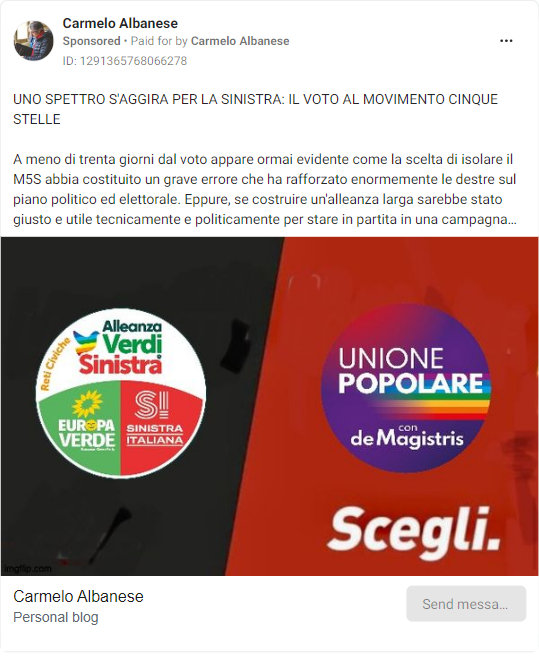 Carmelo Albanese
Sponsored • Paid for by Carmelo Albanese
ID: 1291365768066278
UNO SPETTRO S'AGGIRA PER LA SINISTRA: IL VOTO AL MOVIMENTO CINQUE
STELLE
A meno di trenta giorni dal voto appare ormai evidente come la scelta di isolare il
M5S abbia costituito un grave errore che ha rafforzato enormemente le destre sul
piano politico ed elettorale. Eppure, se costruire un'alleanza larga sarebbe stato
giusto e utile tecnicamente e politicamente per stare in partita in una campagna...
Reti Civiche
Alleanza
Verdi
Sinistra
EUROPA
VERDE
SI
SINISTRA
ITALIANA
UNIONE
POPOLARE
con
de Magistris
Scegli.
imgflip.com
Carmelo Albanese
Personal blog
Send messa...